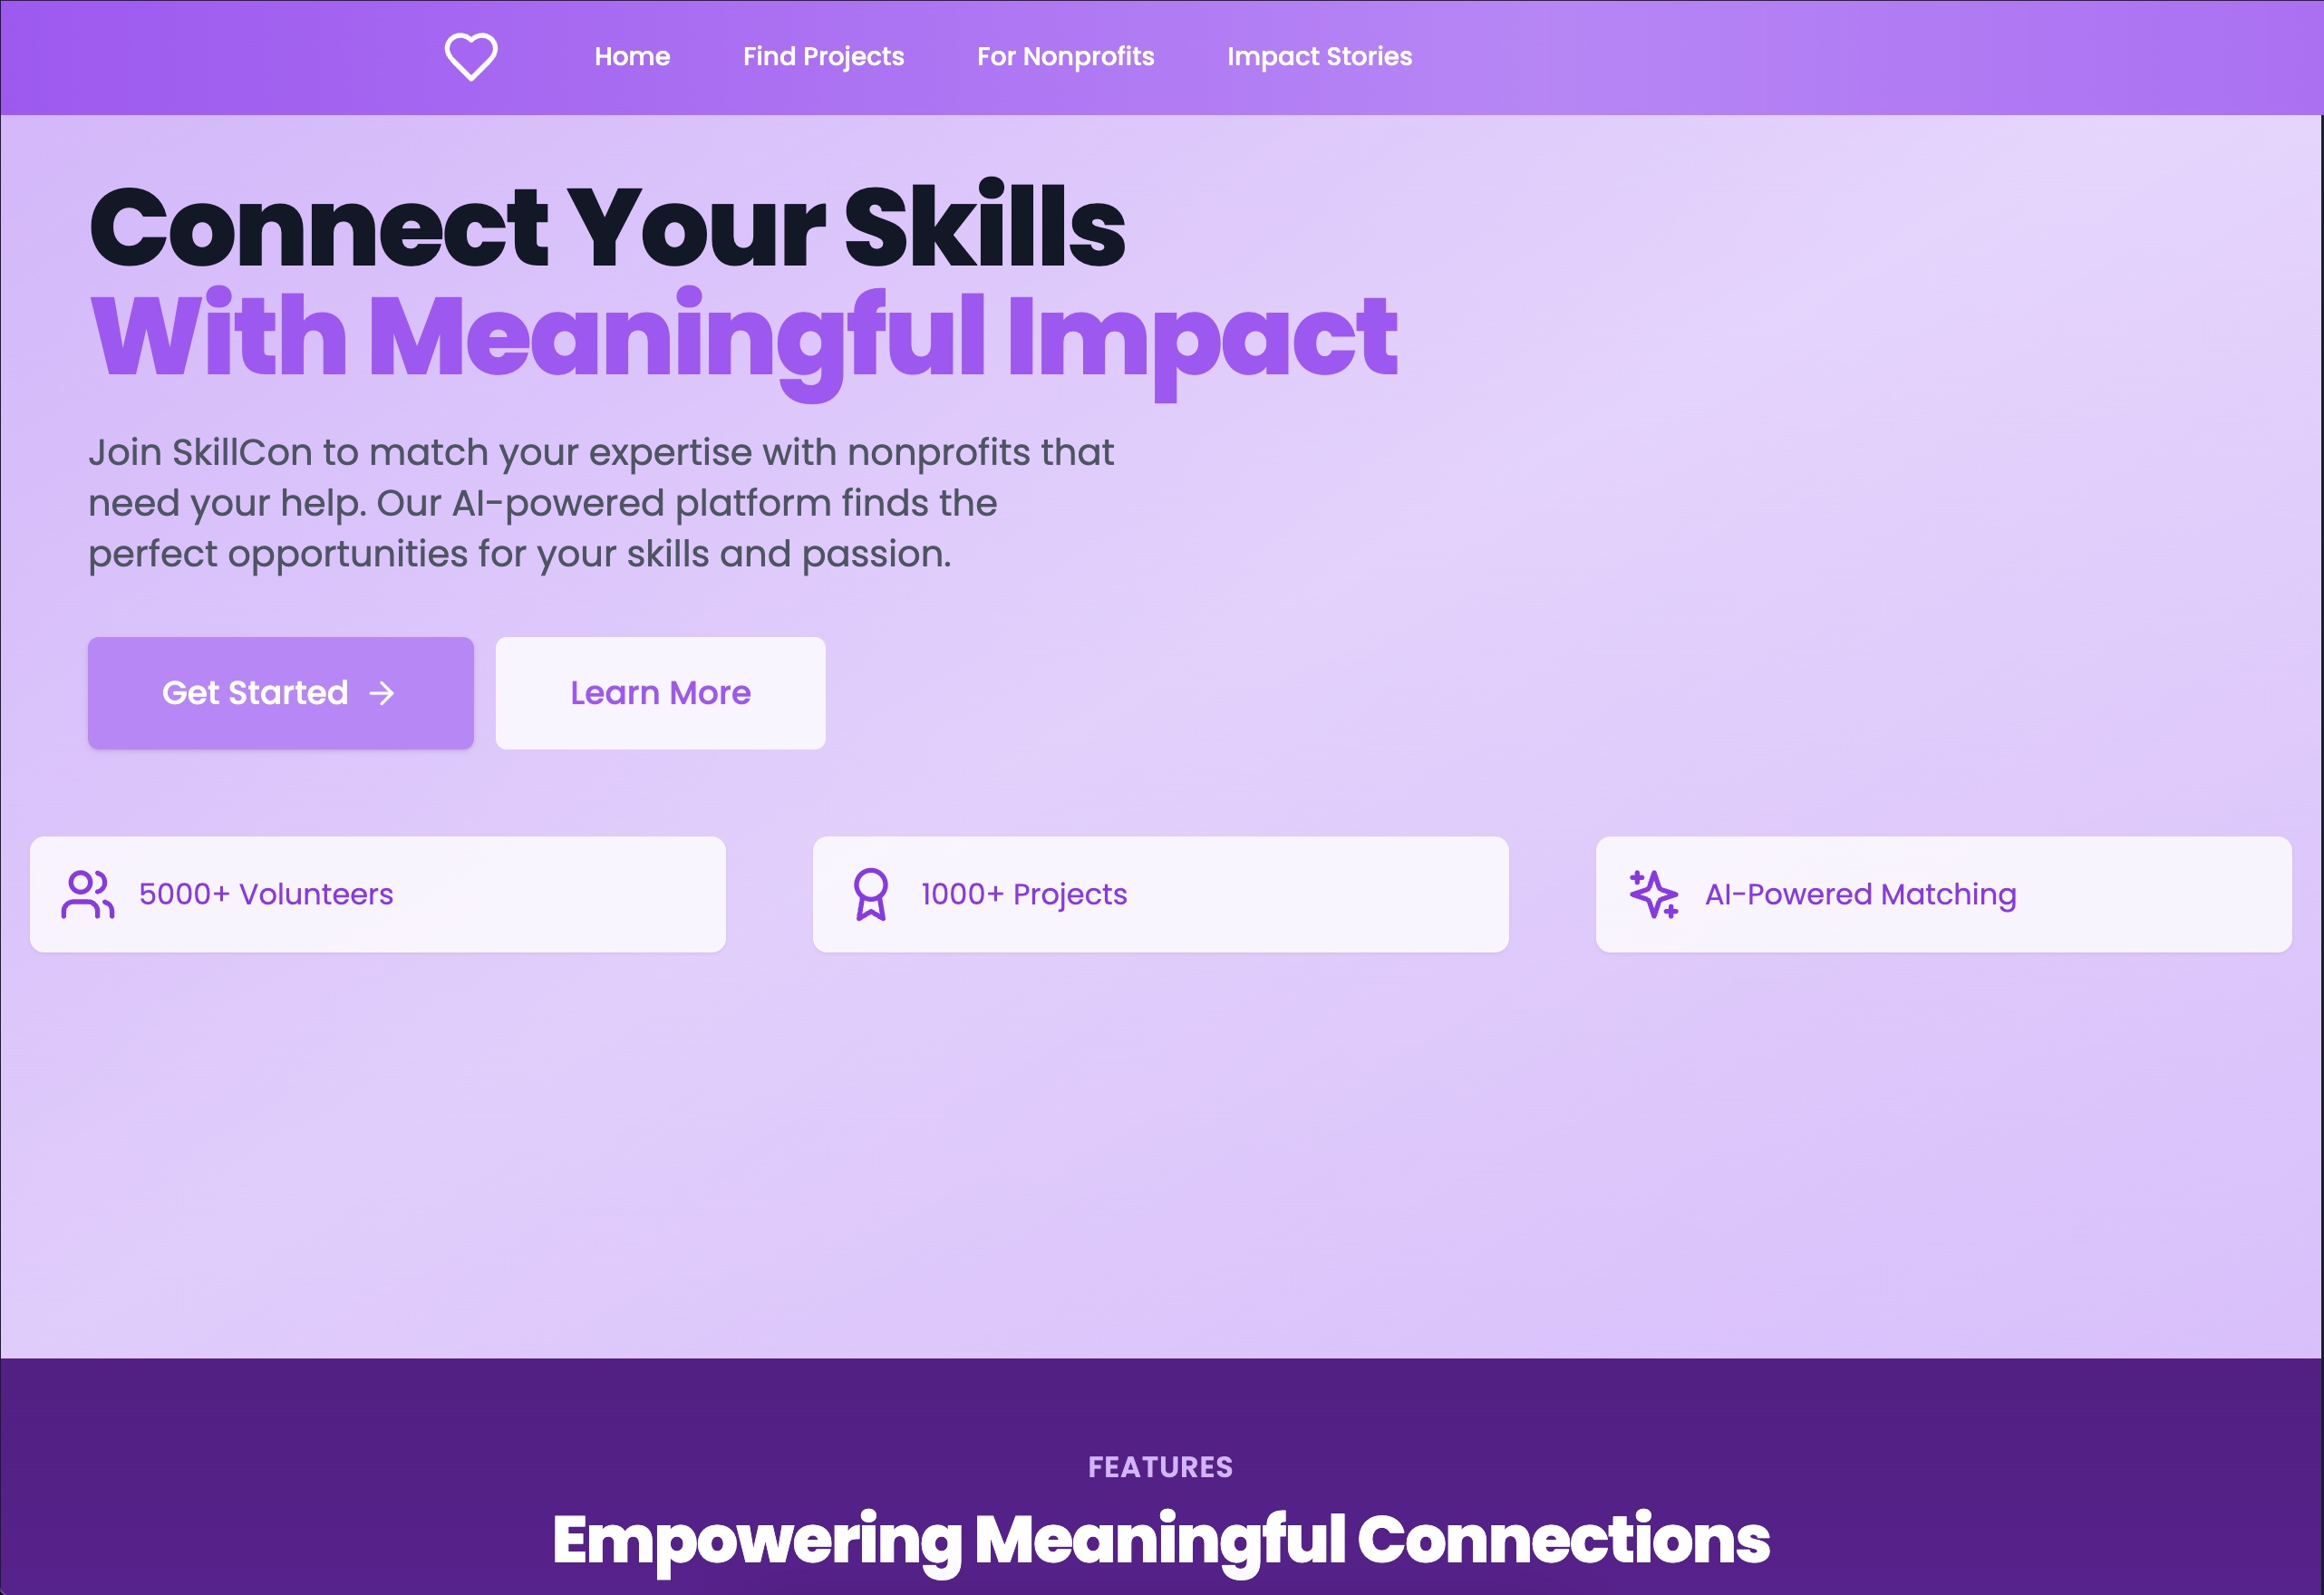 Home
Find Projects
For Nonprofits
Impact Stories
Connect Your Skills
With Meaningful Impact
Join SkillCon to match your expertise with nonprofits that
need your help. Our AI-powered platform finds the
perfect opportunities for your skills and passion.
Get Started
Learn More
5000+ Volunteers
1000+ Projects
AI-Powered Matching
FEATURES
Empowering Meaningful Connections